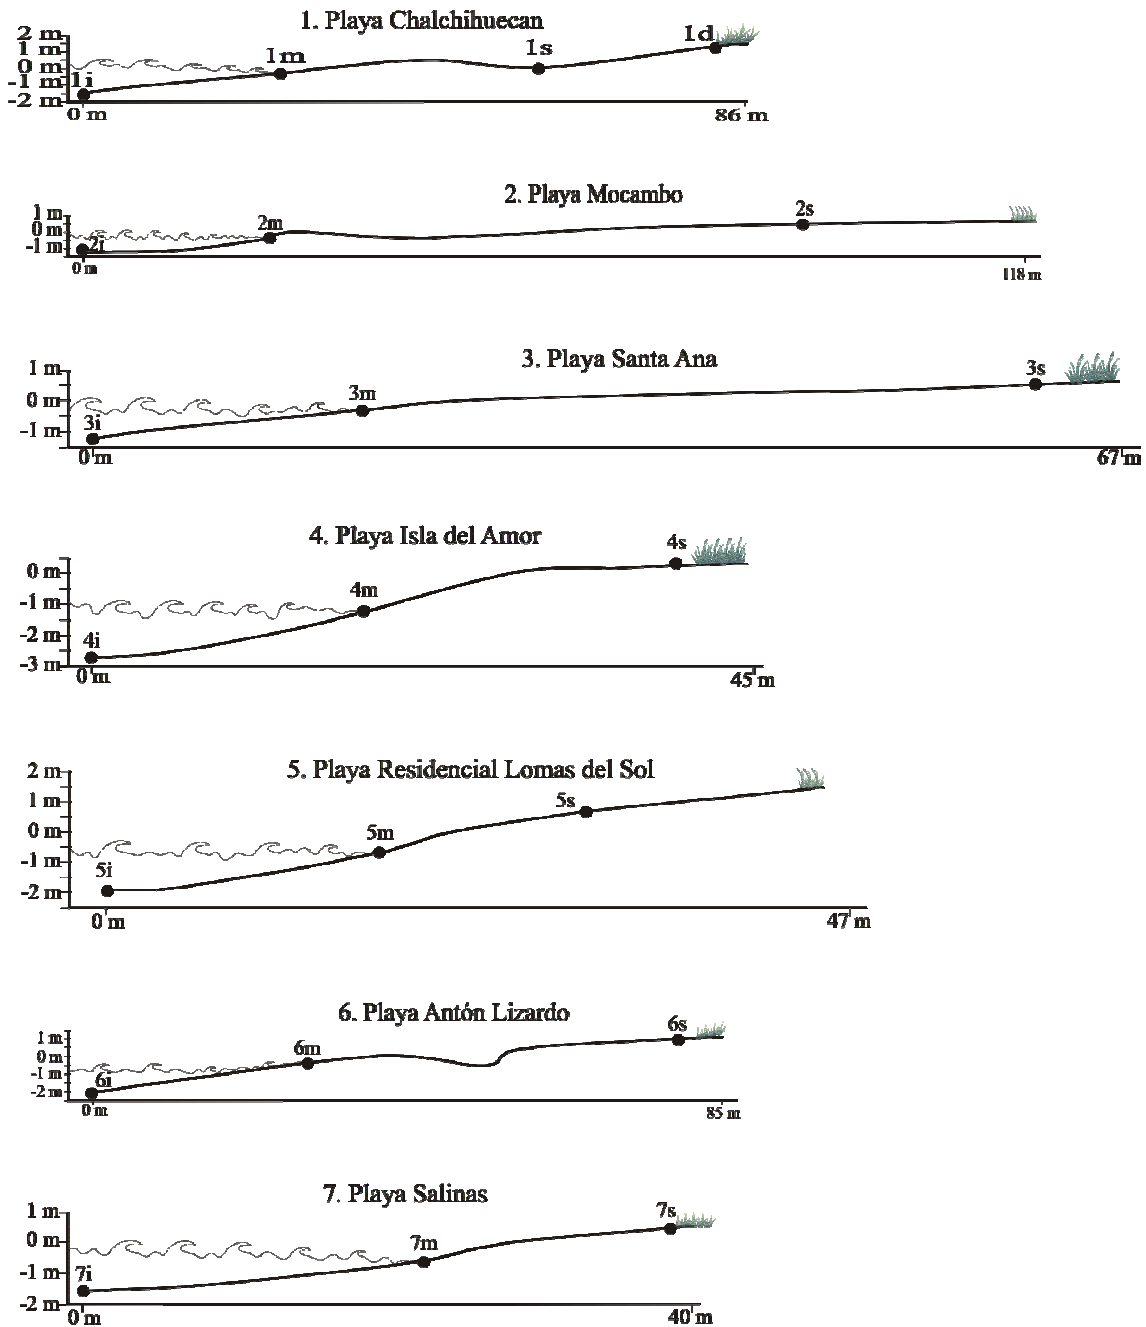 1. Playa Chalchihuecan
2 m
1 m
0 m
-1 m
-2 m
1i
1m
1s
1d
0 m
86 m
2. Playa Mocambo
1 m
0 m
-1 m
2i
2m
2s
0 m
118 m
3. Playa Santa Ana
1 m
0 m
-1 m
3i
3m
3s
0 m
67 m
4. Playa Isla del Amor
0 m
-1 m
-2 m
-3 m
4i
4m
4s
0 m
45 m
5. Playa Residencial Lomas del Sol
2 m
1 m
0 m
-1 m
-2 m
5i
5m
5s
0 m
47 m
6. Playa Antón Lizardo
1 m
0 m
-1 m
-2 m
6i
6m
6s
0 m
85 m
7. Playa Salinas
1 m
0 m
-1 m
-2 m
7i
7m
7s
0 m
40 m